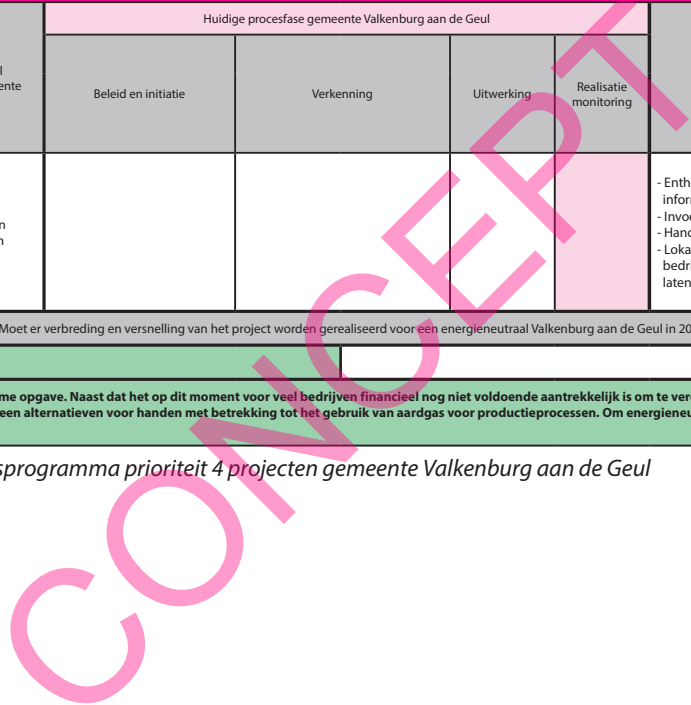 Huidige procesfase gemeente Valkenburg aan de Geul
Beleid en initiatie
Verkenning
Uitwerking
Realisatie
monitoring
- Enth
infor
- Invoe
- Hand
- Loka
bedri
laten
Moet er verbreding en versnelling van het project worden gerealiseerd voor een energieneutraal Valkenburg aan de Geul in 20
me opgave. Naast dat het op dit moment voor veel bedrijven financieel nog niet voldoende aantrekkelijk is om te ver
een alternatieven voor handen met betrekking tot het gebruik van aardgas voor productieprocessen. Om energieneu
sprogramma prioriteit 4 projecten gemeente Valkenburg aan de Geul
CONCEPT